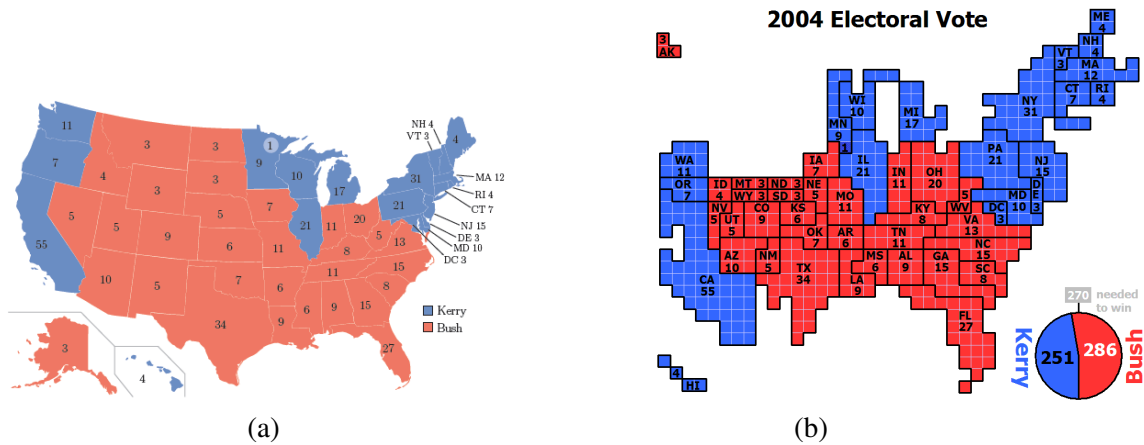 11
3
3
1
NH 4
VT 3
4
7
4
3
9
10
17
31
MA 12
RI 4
CT 7
3
5
5
5
7
21
11
20
21
NJ 15
DE 3
MD 10
DC 3
55
9
6
11
8
5
13
10
5
7
6
11
15
8
34
9
6
9
15
27
3
4
Kerry
Bush
(a)
2004 Electoral Vote
3
AK
ME
4
NH
4
VT
3
MA
12
CT
7
RI
4
NY
31
WI
10
MI
17
MN
9
1
WA
11
OR
7
IA
7
IL
21
IN
11
OH
20
PA
21
NJ
15
ID
4
MT 3
ND 3
WY 3
SD 3
NE
5
MO
11
5
WV
MD
10
DE
3
DC
3
NV
5
UT
5
CO
9
KS
6
KY
8
VA
13
OK
7
AR
6
TN
11
NC
15
CA
55
AZ
10
NM
5
TX
34
LA
9
MS
6
AL
9
GA
15
SC
8
FL
27
4
HI
270 needed
to win
Kerry
251
286
Bush
(b)